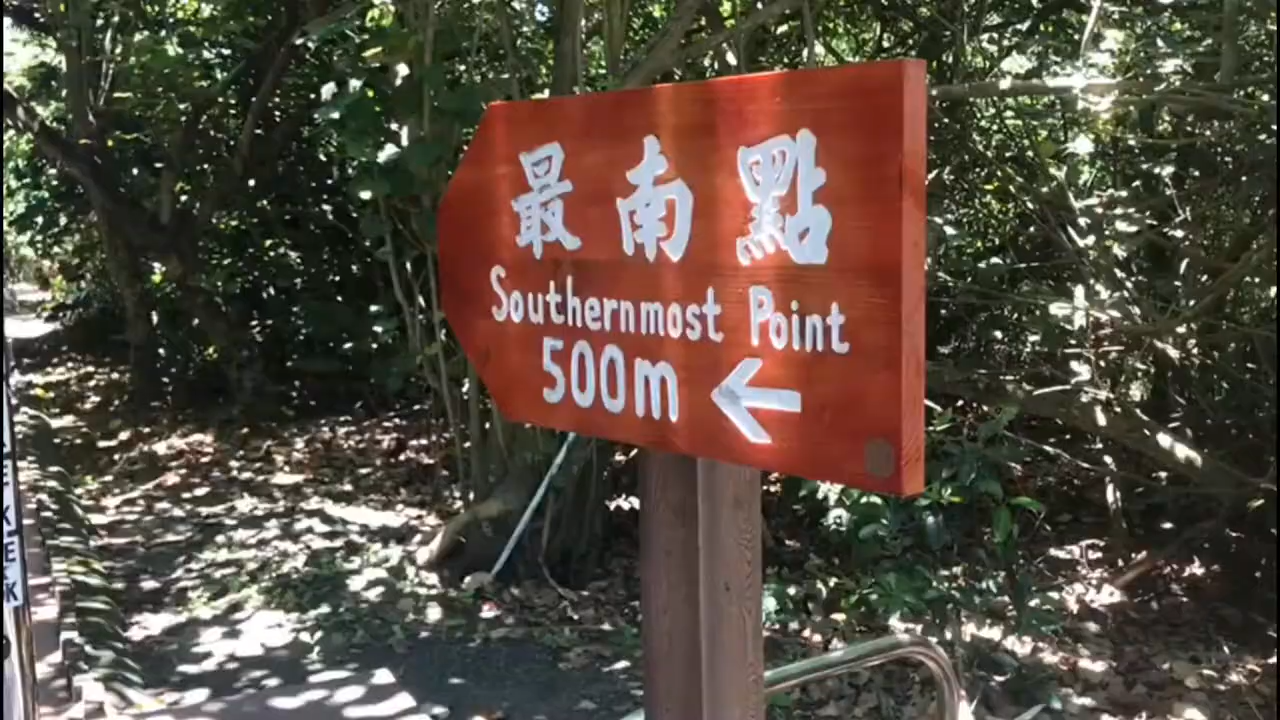 最南點
Southernmost Point
500m ←